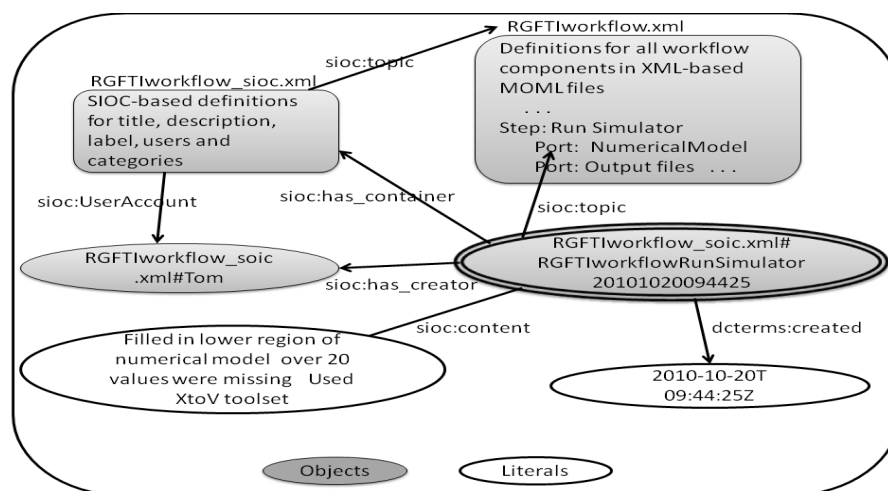 RGFTIworkflow.xml
sioc:topic
RGFTIworkflow_sioc.xml
Definitions for all workflow
components in XML-based
MOML files
. . .
Step: Run Simulator
Port: NumericalModel
Port: Output files . . .
SIOC-based definitions
for title, description,
label, users and
categories
sioc:UserAccount
sioc:has_container
sioc:topic
RGFTIworkflow_soic
.xml#Tom
RGFTIworkflow_soic.xml#
RGFTIworkflowRunSimulator
20101020094425
sioc:has_creator
sioc:content
dcterms:created
Filled in lower region of
numerical model over 20
values were missing Used
XtoV toolset
2010-10-20T
09:44:25Z
Objects
Literals